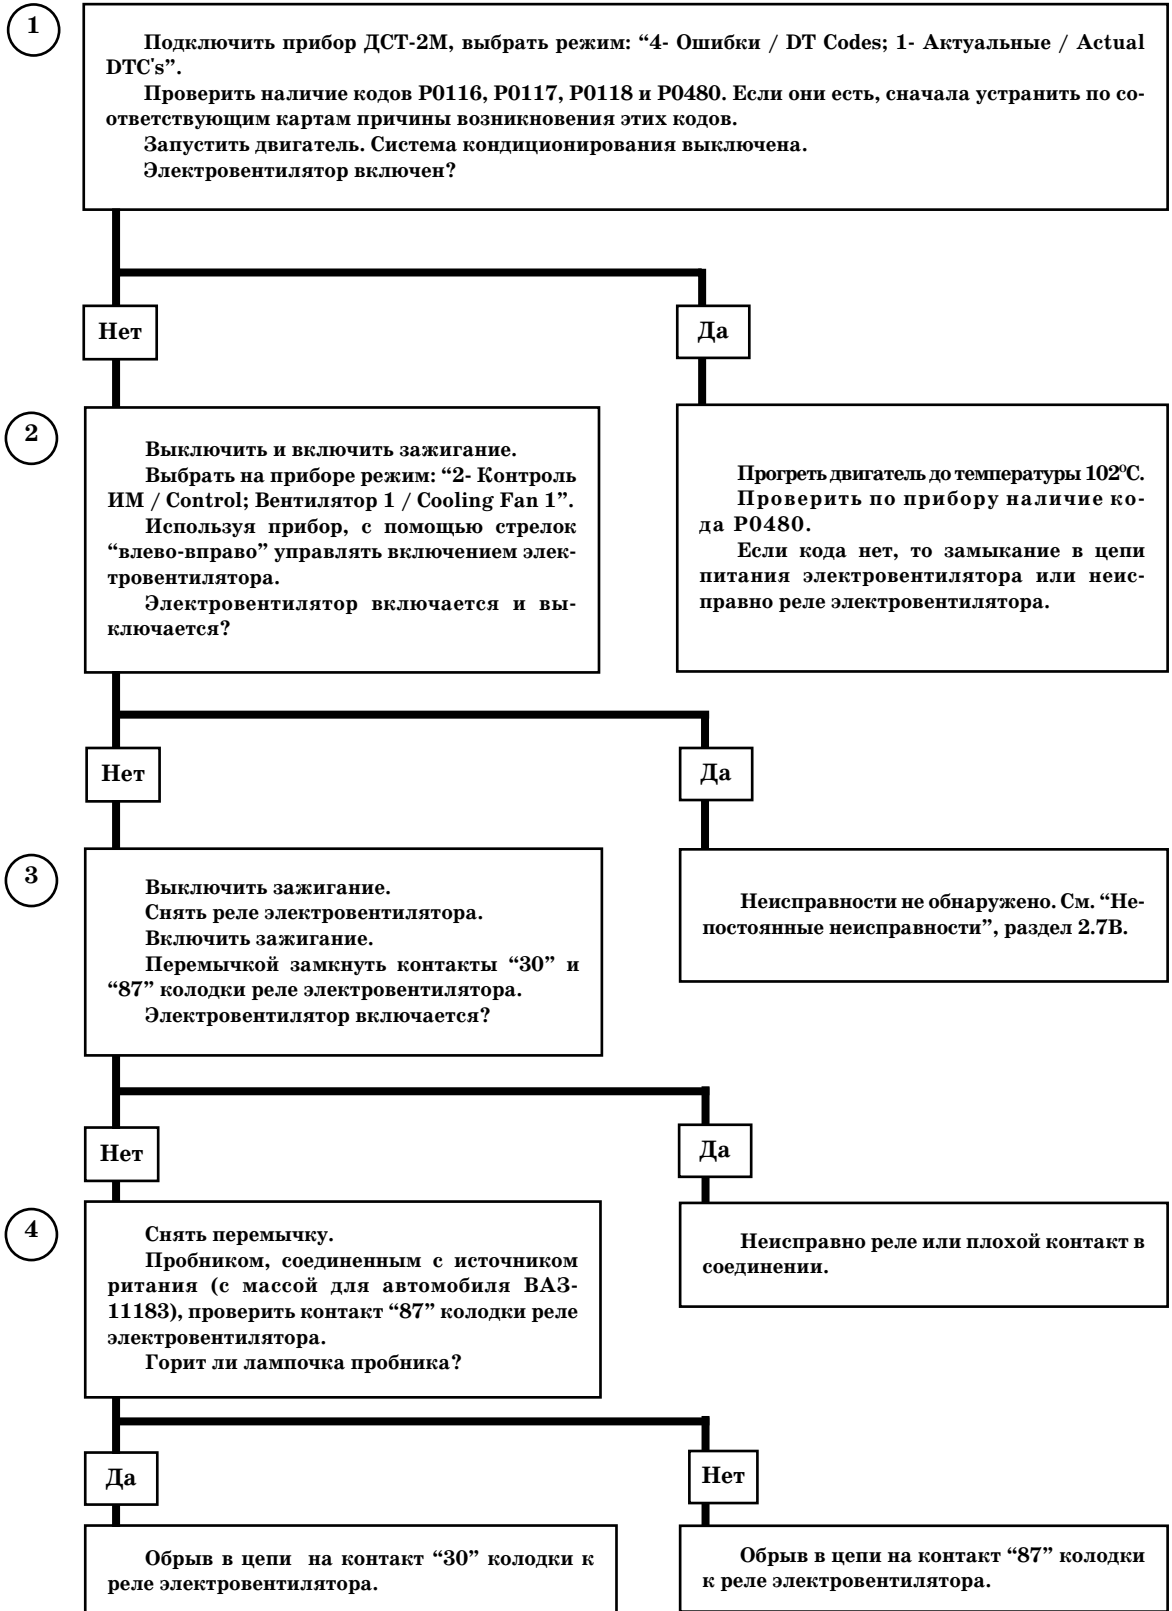 1
Подключить прибор ДСТ-2М, выбрать режим: “4- Ошибки / DT Codes; 1- Актуальные / Actual
DTC's”.
Проверить наличие кодов P0116, P0117, P0118 и P0480. Если они есть, сначала устранить по со-
ответствующим картам причины возникновения этих кодов.
Запустить двигатель. Система кондиционирования выключена.
Электровентилятор включен?
Нет
Да
2
Выключить и включить зажигание.
Выбрать на приборе режим: “2- Контроль
ИМ / Control; Вентилятор 1 / Cooling Fan 1”.
Используя прибор, с помощью стрелок
“влево-вправо” управлять включением элек-
тровентилятора.
Электровентилятор включается и вы-
ключается?
Прогреть двигатель до температуры 102°С.
Проверить по прибору наличие ко-
да P0480.
Если кода нет, то замыкание в цепи
питания электровентилятора или неис-
правно реле электровентилятора.
Нет
Да
3
Выключить зажигание.
Снять реле электровентилятора.
Включить зажигание.
Перемычкой замкнуть контакты “30” и
“87” колодки реле электровентилятора.
Электровентилятор включается?
Неисправности не обнаружено. См. “Не-
постоянные неисправности”, раздел 2.7В.
Нет
Да
4
Снять перемычку.
Пробником, соединенным с источником
ритания (с массой для автомобиля ВАЗ-
11183), проверить контакт “87” колодки реле
электровентилятора.
Горит ли лампочка пробника?
Неисправно реле или плохой контакт в
соединении.
Да
Нет
Обрыв в цепи на контакт “30” колодки к
реле электровентилятора.
Обрыв в цепи на контакт “87” колодки
к реле электровентилятора.